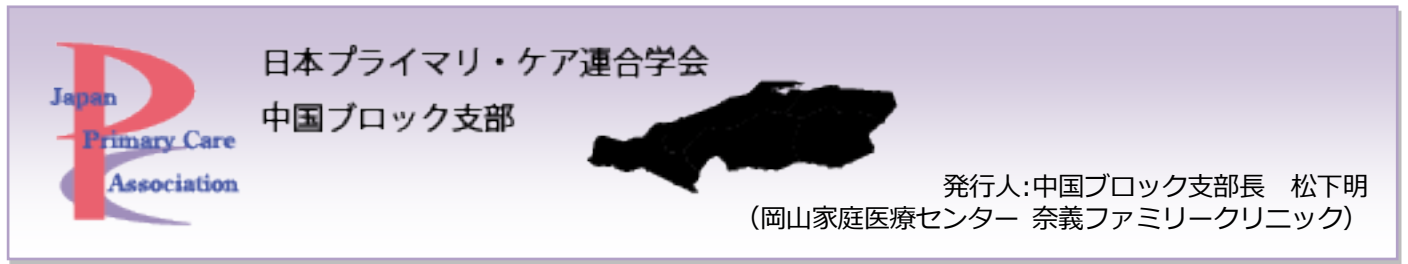 Japan
Primary Care
Association
日本プライマリ・ケア連合学会
中国ブロック支部
発行人:中国ブロック支部長　松下明
（岡山家庭医療センター 奈義ファミリークリニック）